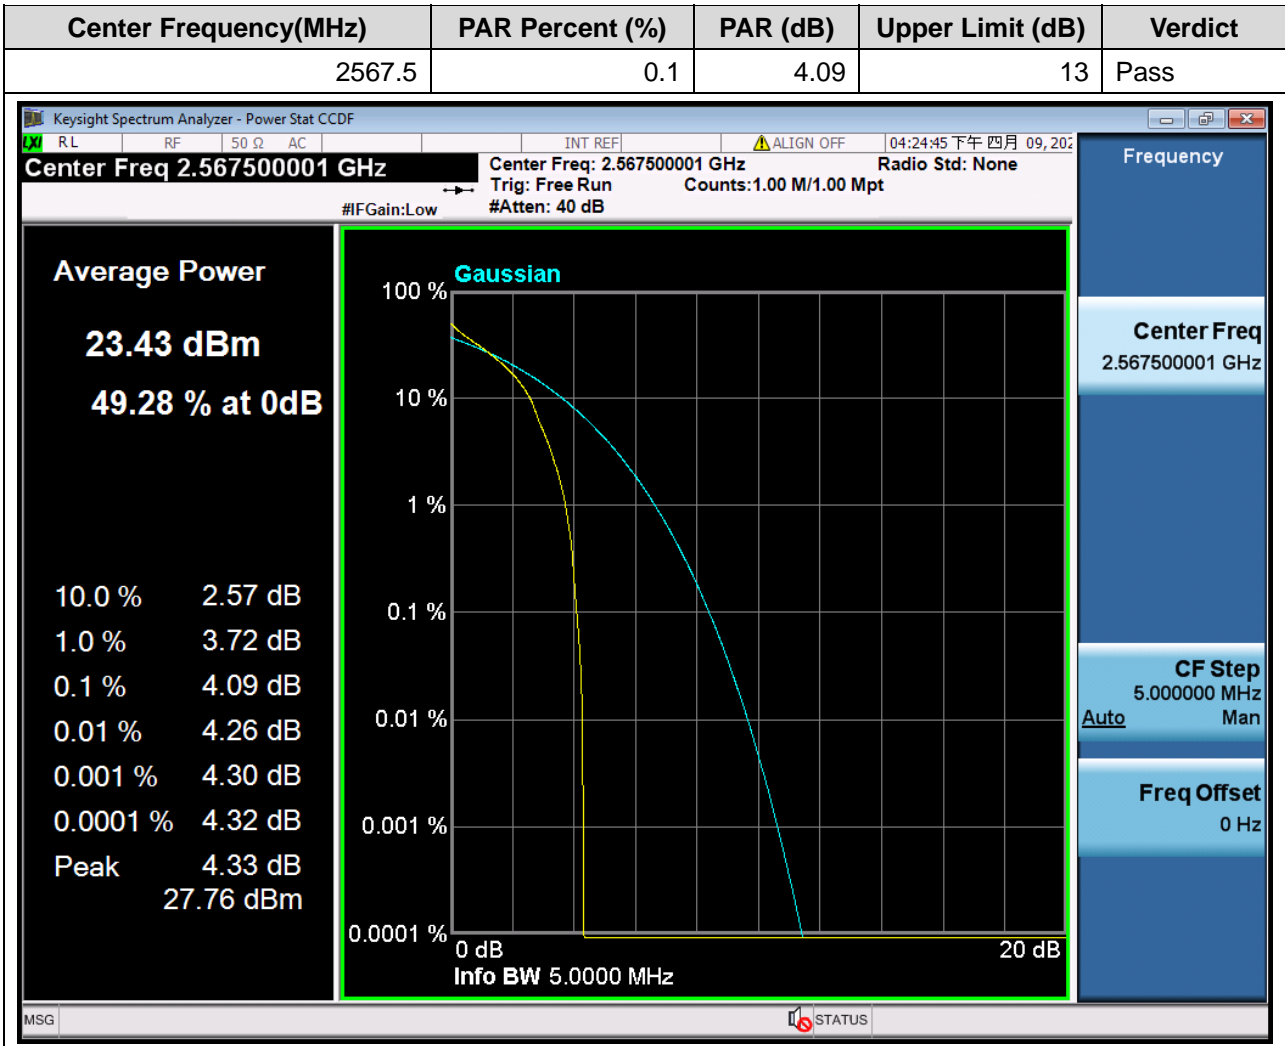 Center Frequency(MHz) PAR Percent (%) PAR (dB) Upper Limit (dB) Verdict
2567.5 0.1 4.09 13 Pass
Keysight Spectrum Analyzer - Power Stat CCDF
LXI RL RF 50 Ω AC INT REF ALIGN OFF 04:24:45 下午 四月 09, 202
Center Freq 2.567500001 GHz
Center Freq: 2.567500001 GHz Radio Std: None
Trig: Free Run Counts:1.00 M/1.00 Mpt
#IFGain:Low #Atten: 40 dB
Average Power
23.43 dBm
49.28 % at 0dB
10.0 % 2.57 dB
1.0 % 3.72 dB
0.1 % 4.09 dB
0.01 % 4.26 dB
0.001 % 4.30 dB
0.0001 % 4.32 dB
Peak 4.33 dB
27.76 dBm
Gaussian
100 %
10 %
1 %
0.1 %
0.01 %
0.001 %
0.0001 %
0 dB 20 dB
Info BW 5.0000 MHz
Frequency
Center Freq
2.567500001 GHz
CF Step
5.000000 MHz
Auto Man
Freq Offset
0 Hz
MSG STATUS